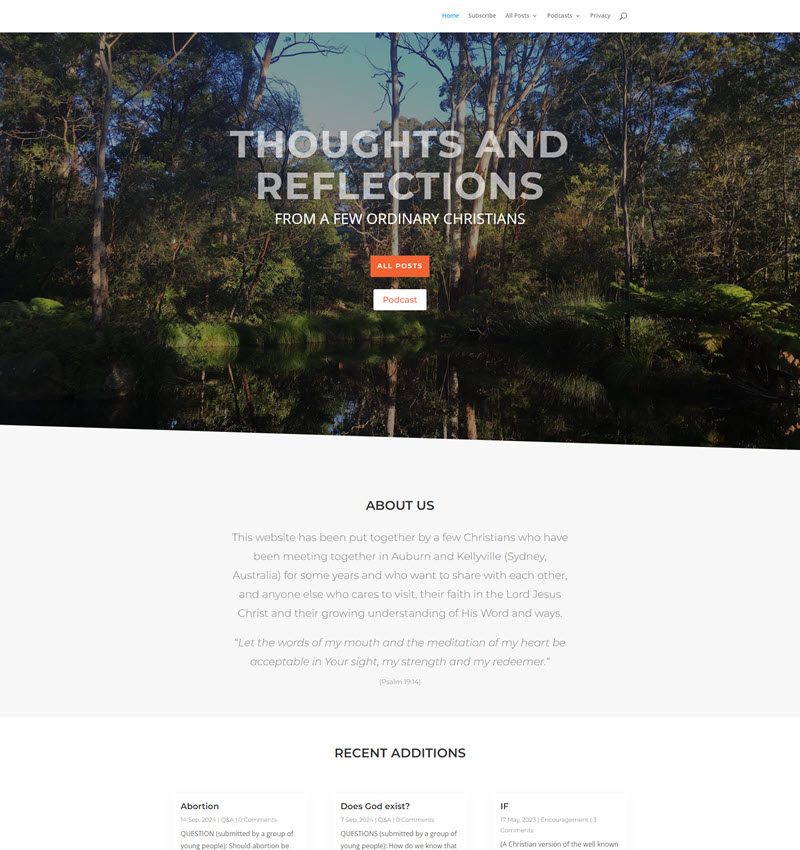 Home Subscribe All Posts Podcasts Privacy
THOUGHTS AND
REFLECTIONS
FROM A FEW ORDINARY CHRISTIANS
ALL POSTS
Podcast
ABOUT US
This website has been put together by a few Christians who have
been meeting together in Auburn and Kellyville (Sydney,
Australia) for some years and who want to share with each other,
and anyone else who cares to visit, their faith in the Lord Jesus
Christ and their growing understanding of His Word and ways.
“Let the words of my mouth and the meditation of my heart be
acceptable in Your sight, my strength and my redeemer.”
(Psalm 19:14)
RECENT ADDITIONS
Abortion
14 Sep, 2024 | Q&A | 0 Comments
QUESTION (submitted by a group of
young people): Should abortion be
Does God exist?
7 Sep, 2024 | Q&A | 0 Comments
QUESTIONS (submitted by a group of
young people): How do we know that
IF
17 May, 2023 | Encouragement | 3
Comments
(A Christian version of the well known